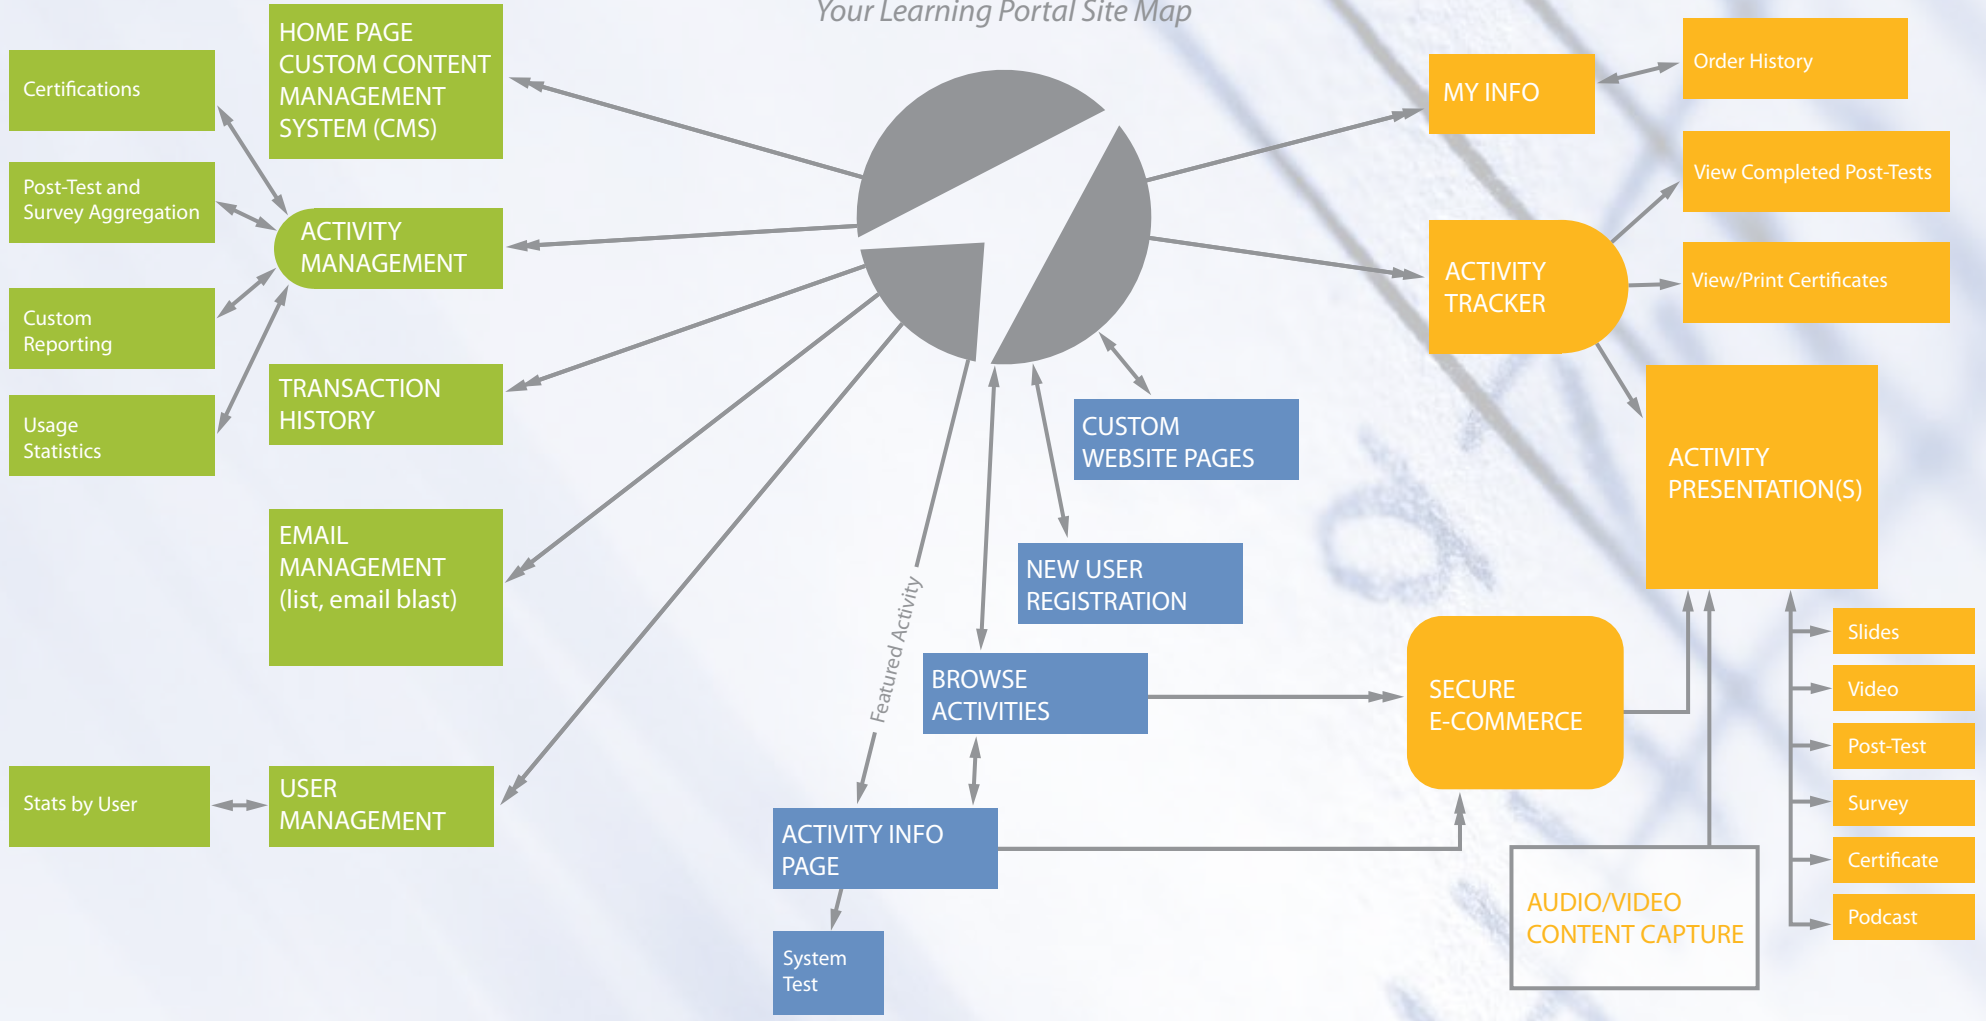 Your Learning Portal Site Map
Certifications
Post-Test and
Survey Aggregation
Custom
Reporting
Usage
Statistics
Stats by User
HOME PAGE
CUSTOM CONTENT
MANAGEMENT
SYSTEM (CMS)
ACTIVITY
MANAGEMENT
TRANSACTION
HISTORY
EMAIL
MANAGEMENT
(list, email blast)
USER
MANAGEMENT
Featured Activity
CUSTOM
WEBSITE PAGES
NEW USER
REGISTRATION
BROWSE
ACTIVITIES
ACTIVITY INFO
PAGE
System
Test
MY INFO
Order History
ACTIVITY
TRACKER
View Completed Post-Tests
View/Print Certificates
ACTIVITY
PRESENTATION(S)
SECURE
E-COMMERCE
AUDIO/VIDEO
CONTENT CAPTURE
Slides
Video
Post-Test
Survey
Certificate
Podcast